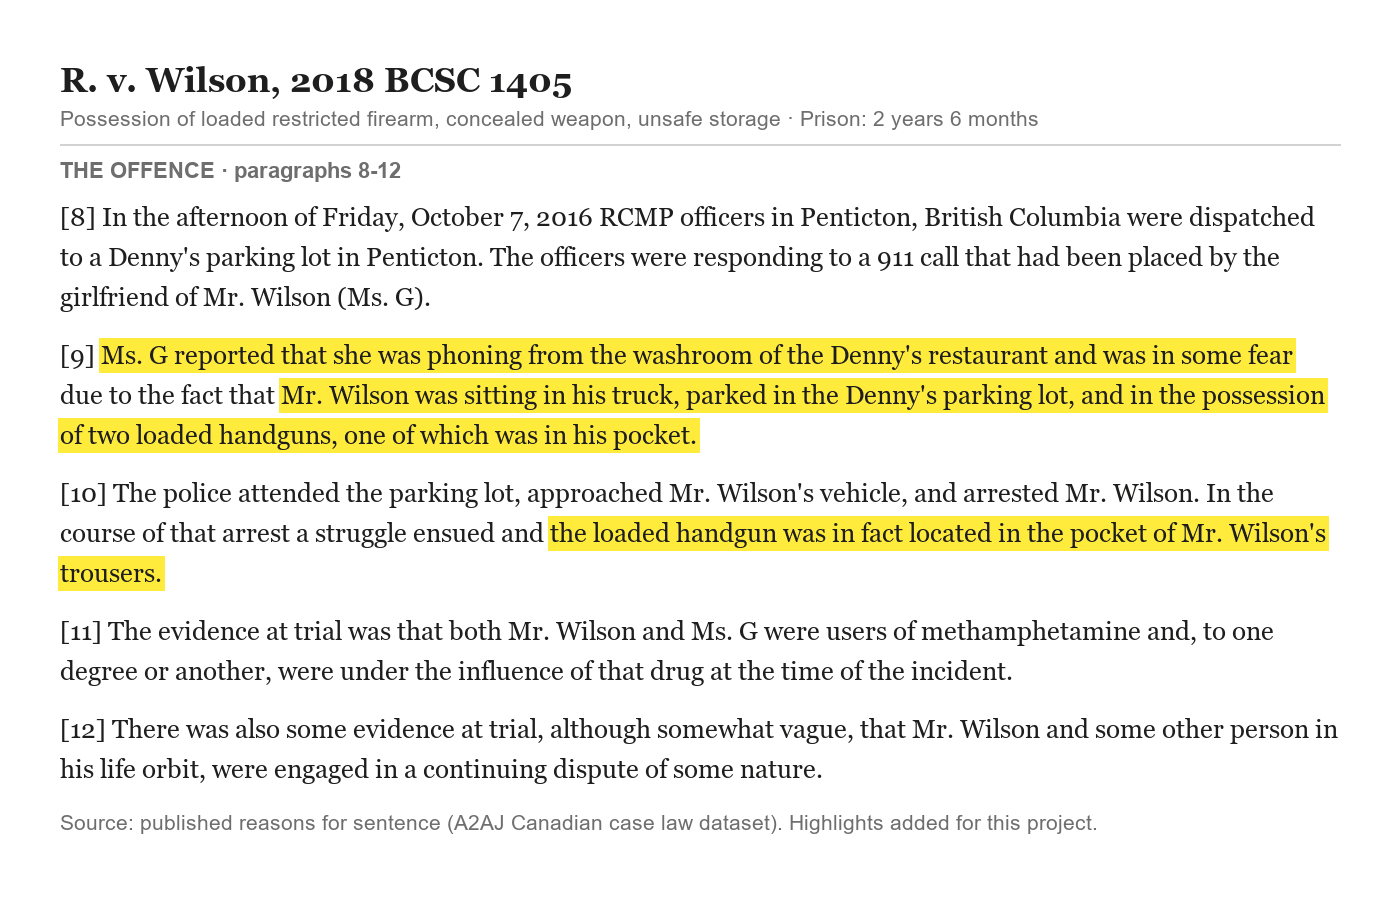 R. v. Wilson, 2018 BCSC 1405
Possession of loaded restricted firearm, concealed weapon, unsafe storage · Prison: 2 years 6 months
THE OFFENCE · paragraphs 8-12
[8] In the afternoon of Friday, October 7, 2016 RCMP officers in Penticton, British Columbia were dispatched
to a Denny's parking lot in Penticton. The officers were responding to a 911 call that had been placed by the
girlfriend of Mr. Wilson (Ms. G).
[9] Ms. G reported that she was phoning from the washroom of the Denny's restaurant and was in some fear
due to the fact that Mr. Wilson was sitting in his truck, parked in the Denny's parking lot, and in the possession
of two loaded handguns, one of which was in his pocket.
[10] The police attended the parking lot, approached Mr. Wilson's vehicle, and arrested Mr. Wilson. In the
course of that arrest a struggle ensued and the loaded handgun was in fact located in the pocket of Mr. Wilson's
trousers.
[11] The evidence at trial was that both Mr. Wilson and Ms. G were users of methamphetamine and, to one
degree or another, were under the influence of that drug at the time of the incident.
[12] There was also some evidence at trial, although somewhat vague, that Mr. Wilson and some other person in
his life orbit, were engaged in a continuing dispute of some nature.
Source: published reasons for sentence (A2AJ Canadian case law dataset). Highlights added for this project.